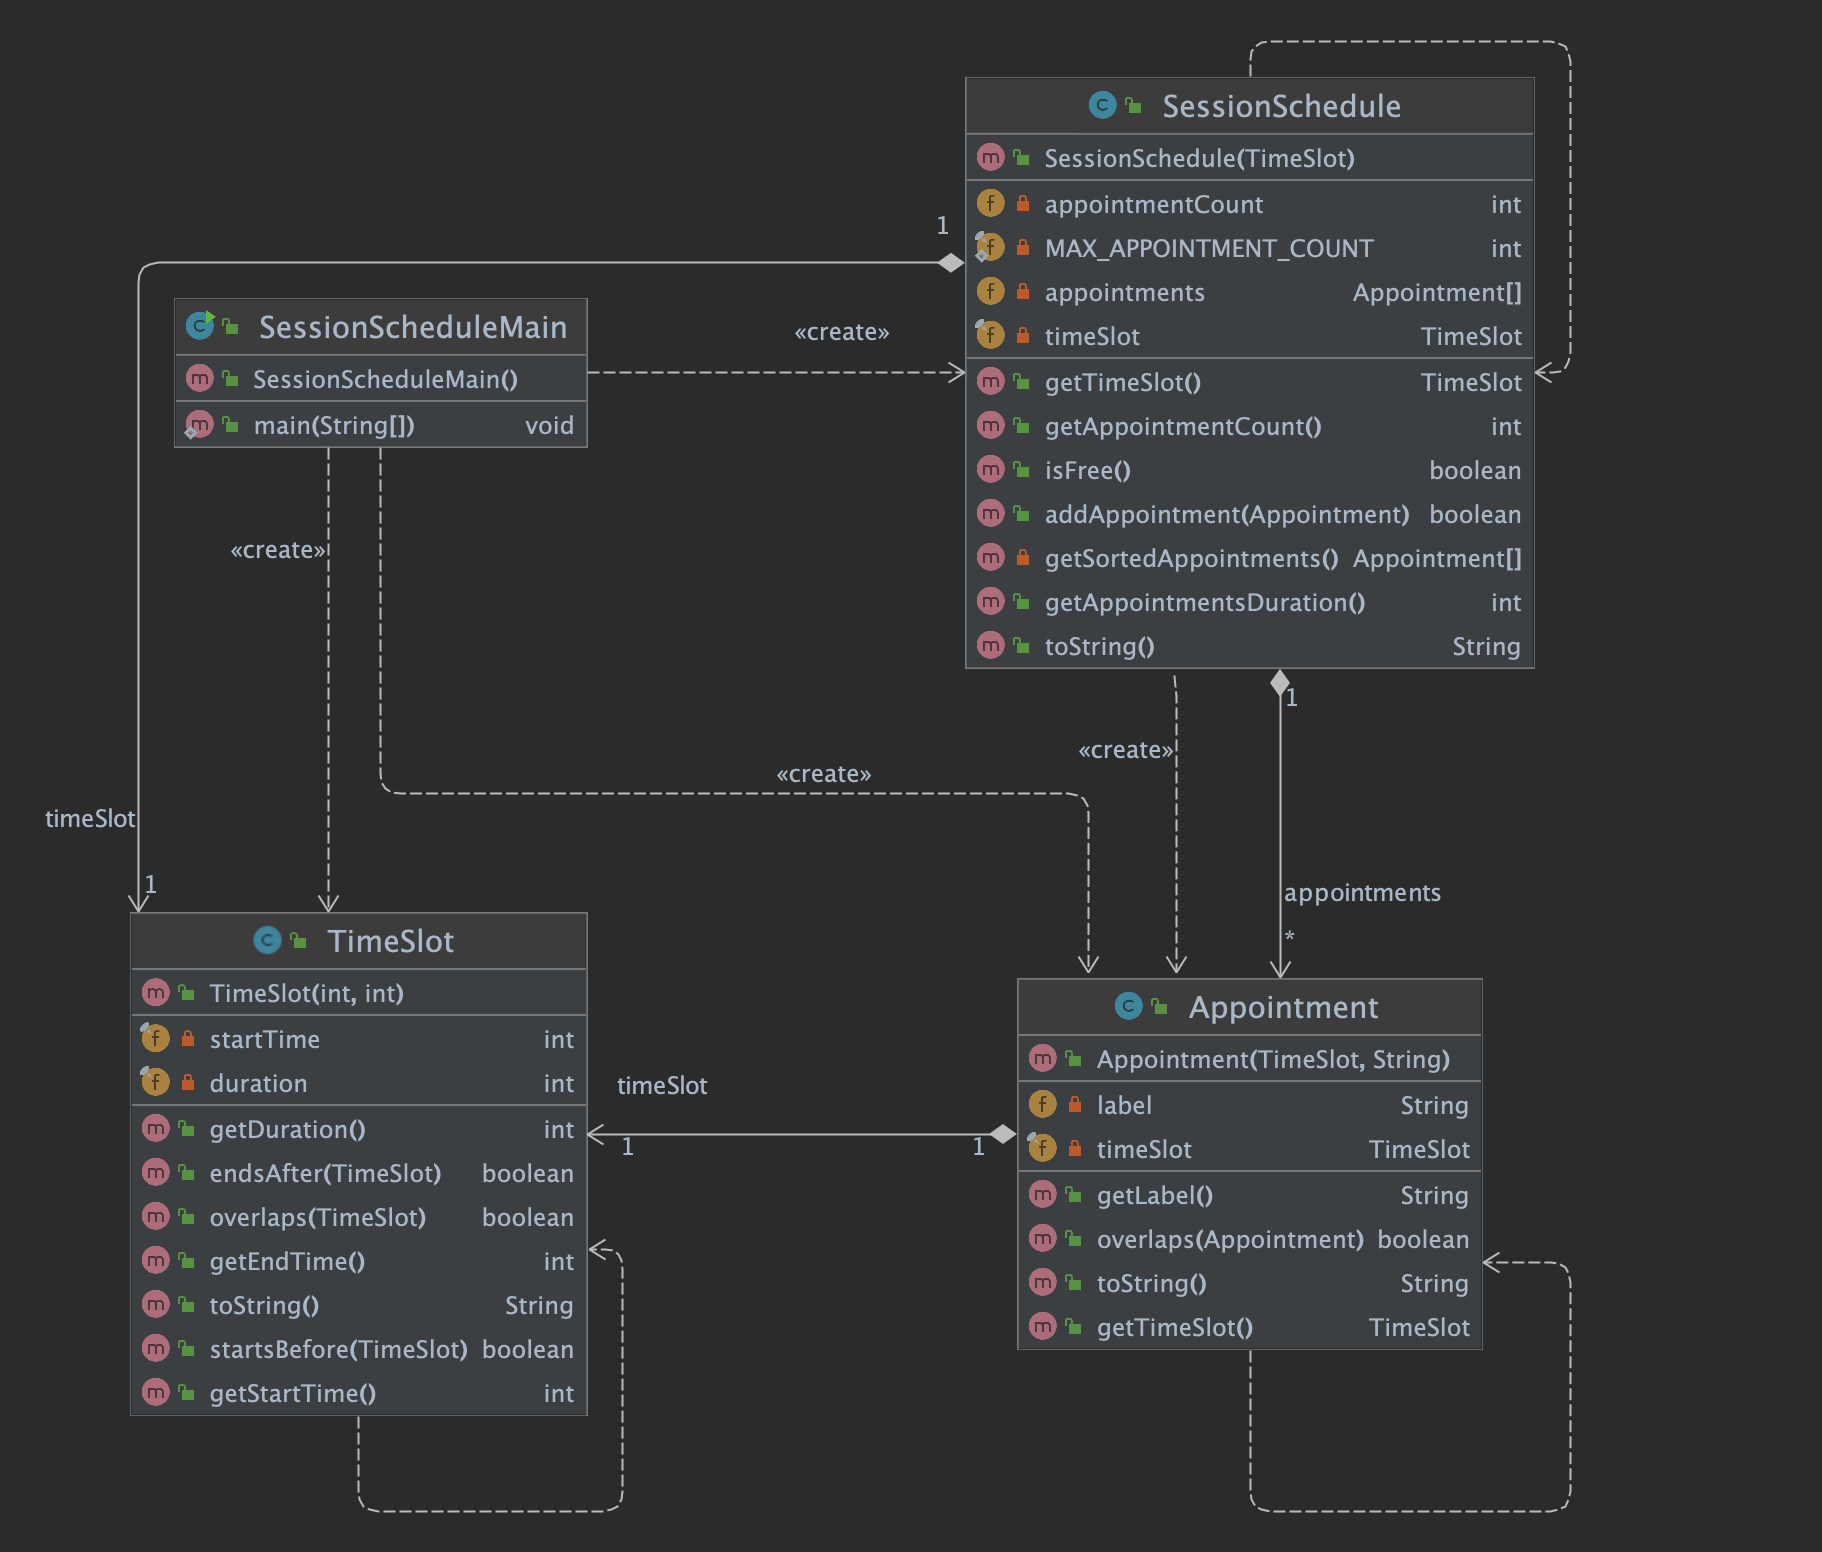 SessionSchedule
SessionSchedule(TimeSlot)
appointmentCount int
MAX_APPOINTMENT_COUNT int
appointments Appointment[]
timeSlot TimeSlot
getTimeSlot() TimeSlot
getAppointmentCount() int
isFree() boolean
addAppointment(Appointment) boolean
getSortedAppointments() Appointment[]
getAppointmentsDuration() int
toString() String
1
SessionScheduleMain
SessionScheduleMain()
main(String[]) void
«create»
«create»
«create»
«create»
1
timeSlot
1
appointments
*
TimeSlot
TimeSlot(int, int)
startTime int
duration int
getDuration() int
endsAfter(TimeSlot) boolean
overlaps(TimeSlot) boolean
getEndTime() int
toString() String
startsBefore(TimeSlot) boolean
getStartTime() int
timeSlot
1
1
Appointment
Appointment(TimeSlot, String)
label String
timeSlot TimeSlot
getLabel() String
overlaps(Appointment) boolean
toString() String
getTimeSlot() TimeSlot